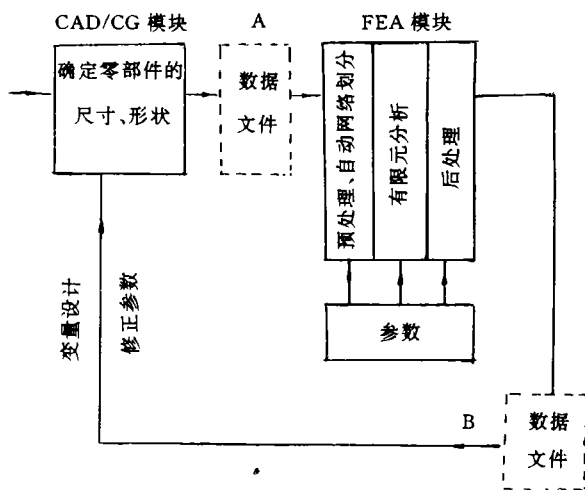 CAD/CG 模块
A
FEA 模块
确定零部件的
尺寸、形状
数据
文件
预处理、自动网络划分
有限元分析
后处理
参数
变量设计
修正参数
B
数据
文件